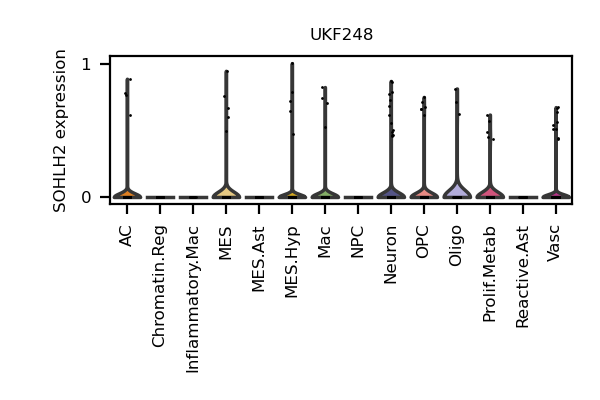 UKF248
SOHLH2 expression
1
0
AC
Chromatin.Reg
Inflammatory.Mac
MES
MES.Ast
MES.Hyp
Mac
NPC
Neuron
OPC
Oligo
Prolif.Metab
Reactive.Ast
Vasc